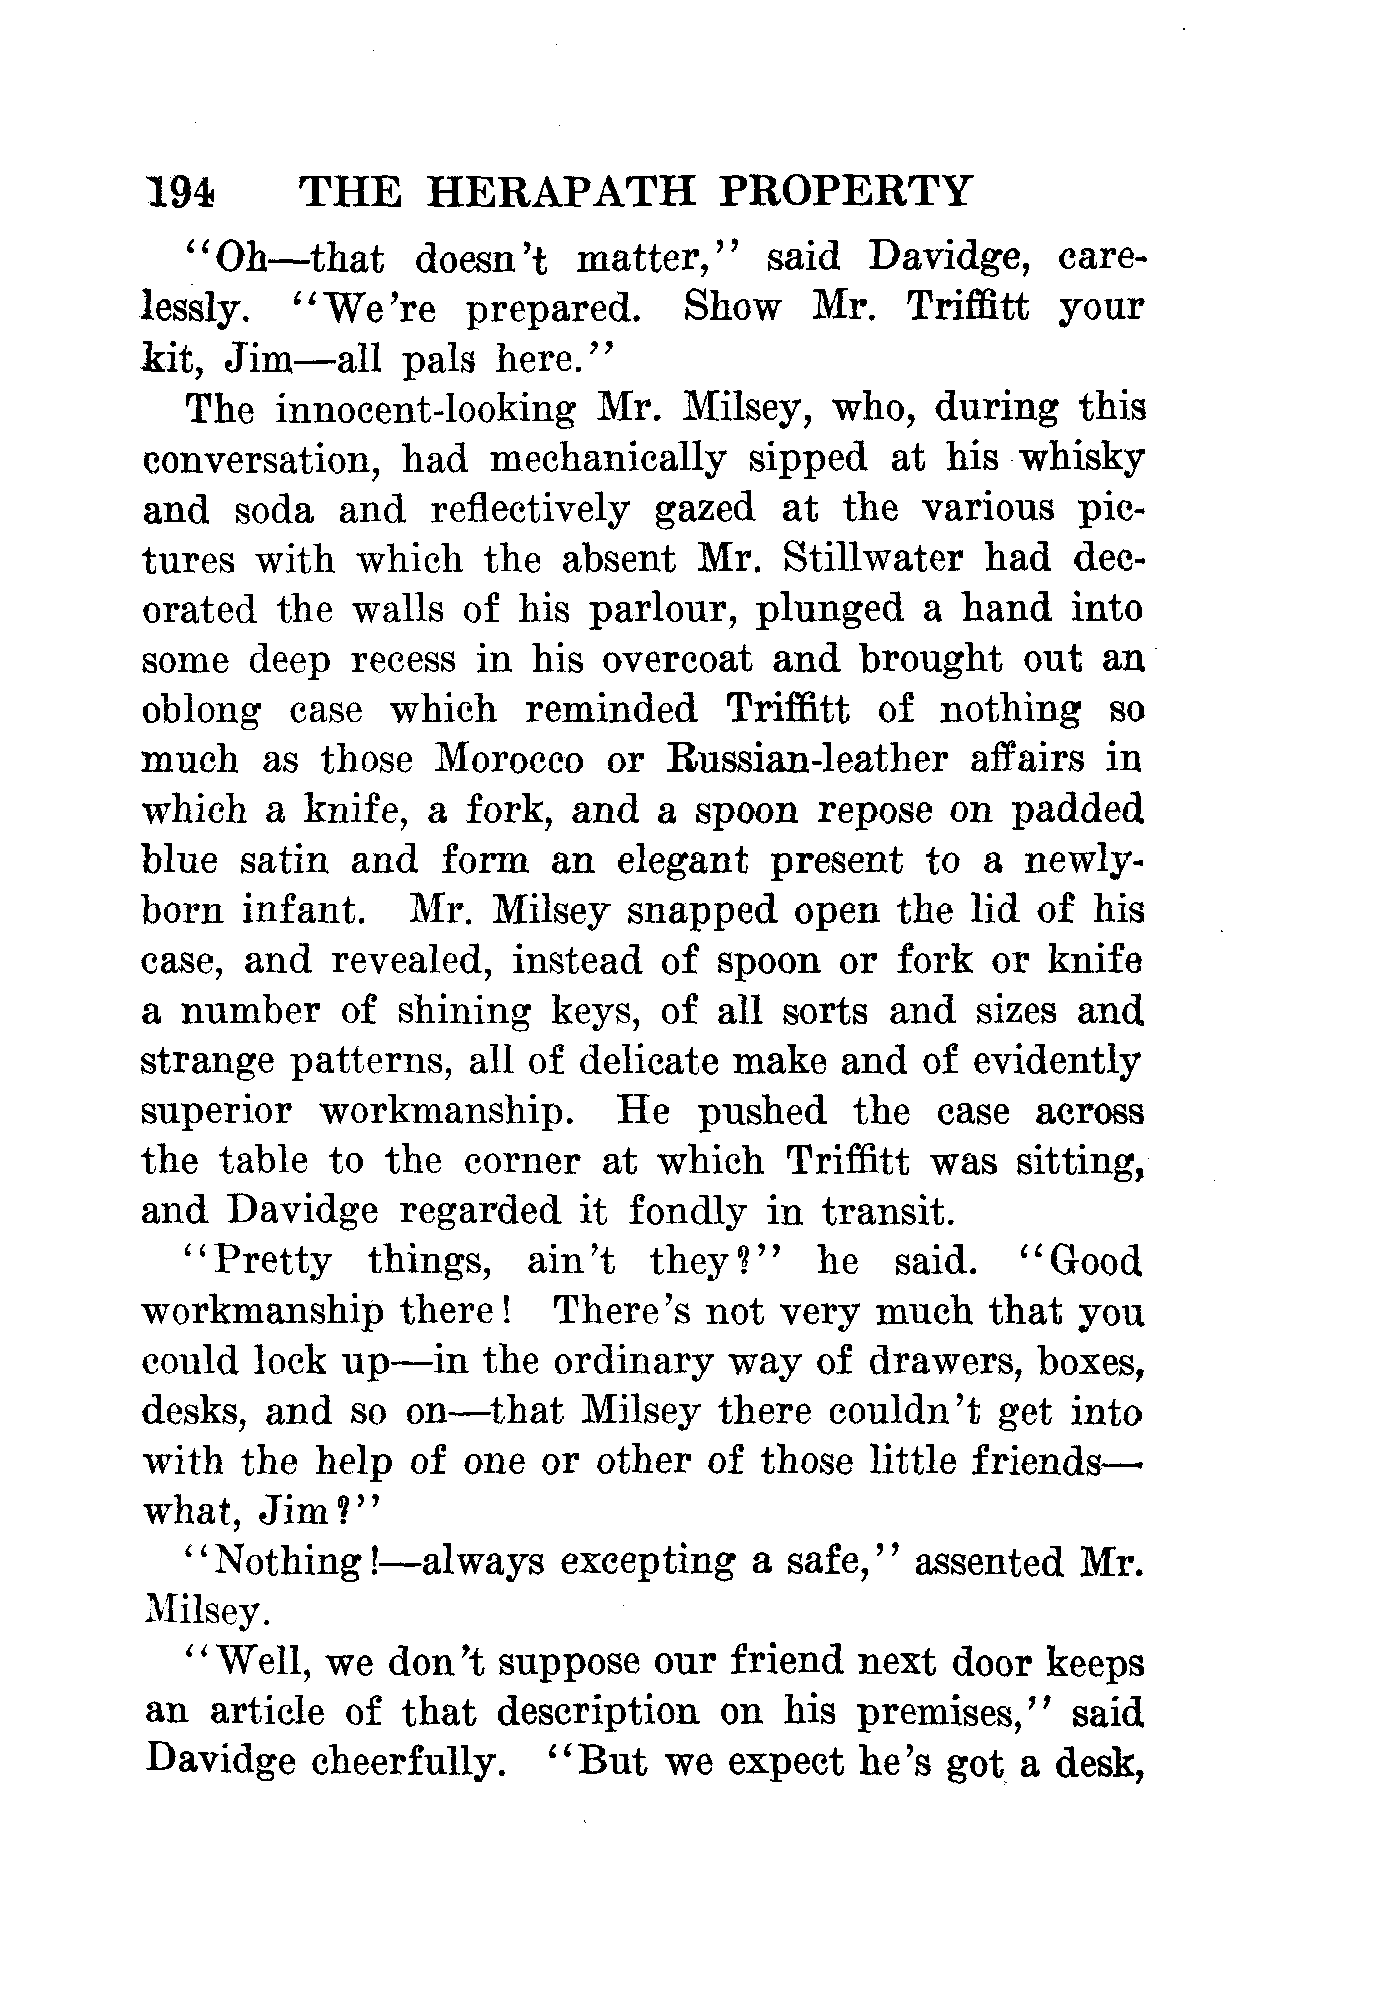 194 THE HERAPATH PROPERTY
"Oh—that doesn't matter," said Davidge, care-
lessly. "We're prepared. Show Mr. Triffitt your
kit, Jim—all pals here."
The innocent-looking Mr. Milsey, who, during this
conversation, had mechanically sipped at his whisky
and soda and reflectively gazed at the various pic-
tures with which the absent Mr. Stillwater had dec-
orated the walls of his parlour, plunged a hand into
some deep recess in his overcoat and brought out an
oblong case which reminded Triffitt of nothing so
much as those Morocco or Russian-leather affairs in
which a knife, a fork, and a spoon repose on padded
blue satin and form an elegant present to a newly-
born infant. Mr. Milsey snapped open the lid of his
case, and revealed, instead of spoon or fork or knife
a number of shining keys, of all sorts and sizes and
strange patterns, all of delicate make and of evidently
superior workmanship. He pushed the case across
the table to the corner at which Triffitt was sitting,
and Davidge regarded it fondly in transit.
"Pretty things, ain't they?" he said. "Good
workmanship there! There's not very much that you
could lock up—in the ordinary way of drawers, boxes,
desks, and so on—that Milsey there couldn't get into
with the help of one or other of those little friends—
what, Jim?"
"Nothing!—always excepting a safe," assented Mr.
Milsey.
"Well, we don't suppose our friend next door keeps
an article of that description on his premises," said
Davidge cheerfully. "But we expect he's got a desk,